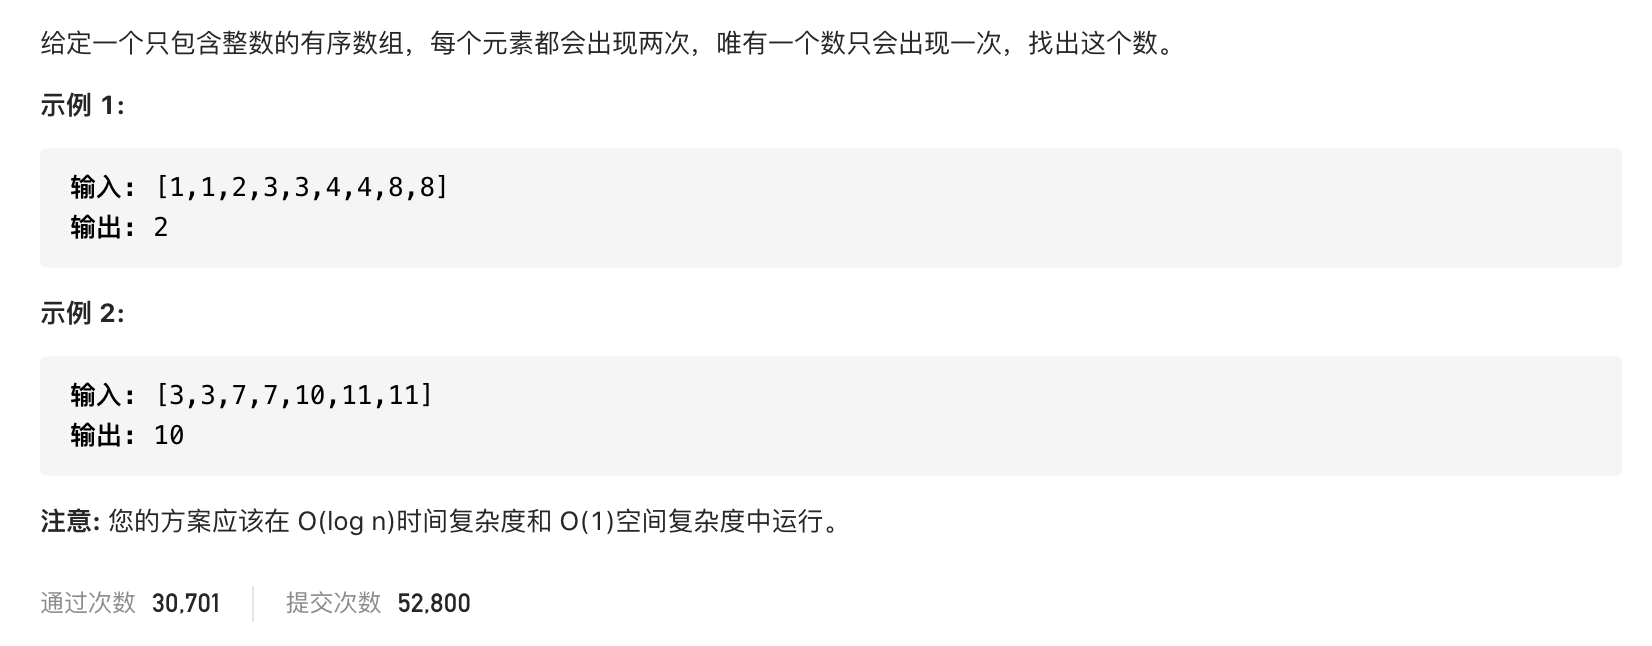 给定一个只包含整数的有序数组，每个元素都会出现两次，唯有一个数只会出现一次，找出这个数。
示例 1:
输入: [1,1,2,3,3,4,4,8,8]
输出: 2
示例 2:
输入: [3,3,7,7,10,11,11]
输出: 10
注意: 您的方案应该在 O(log n)时间复杂度和 O(1)空间复杂度中运行。
通过次数 30,701 提交次数 52,800